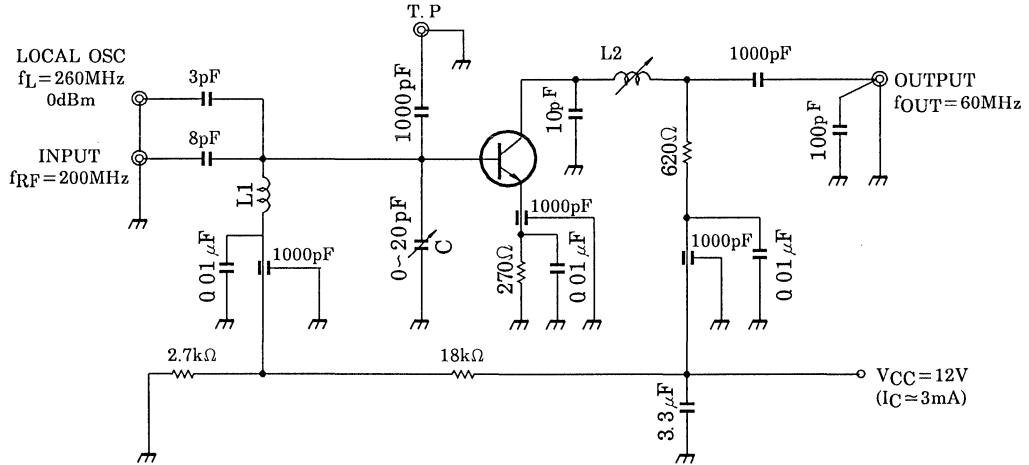 T. P
LOCAL OSC
fL=260MHz
0dBm
3pF
1000pF
L2
1000pF
OUTPUT
fOUT=60MHz
10pF
100pF
620Ω
INPUT
fRF=200MHz
8pF
L1
0~20pF
C
1000pF
0.01μF
1000pF
270Ω
0.01μF
1000pF
0.01μF
2.7kΩ
18kΩ
VCC=12V
(IC≃3mA)
3.3μF